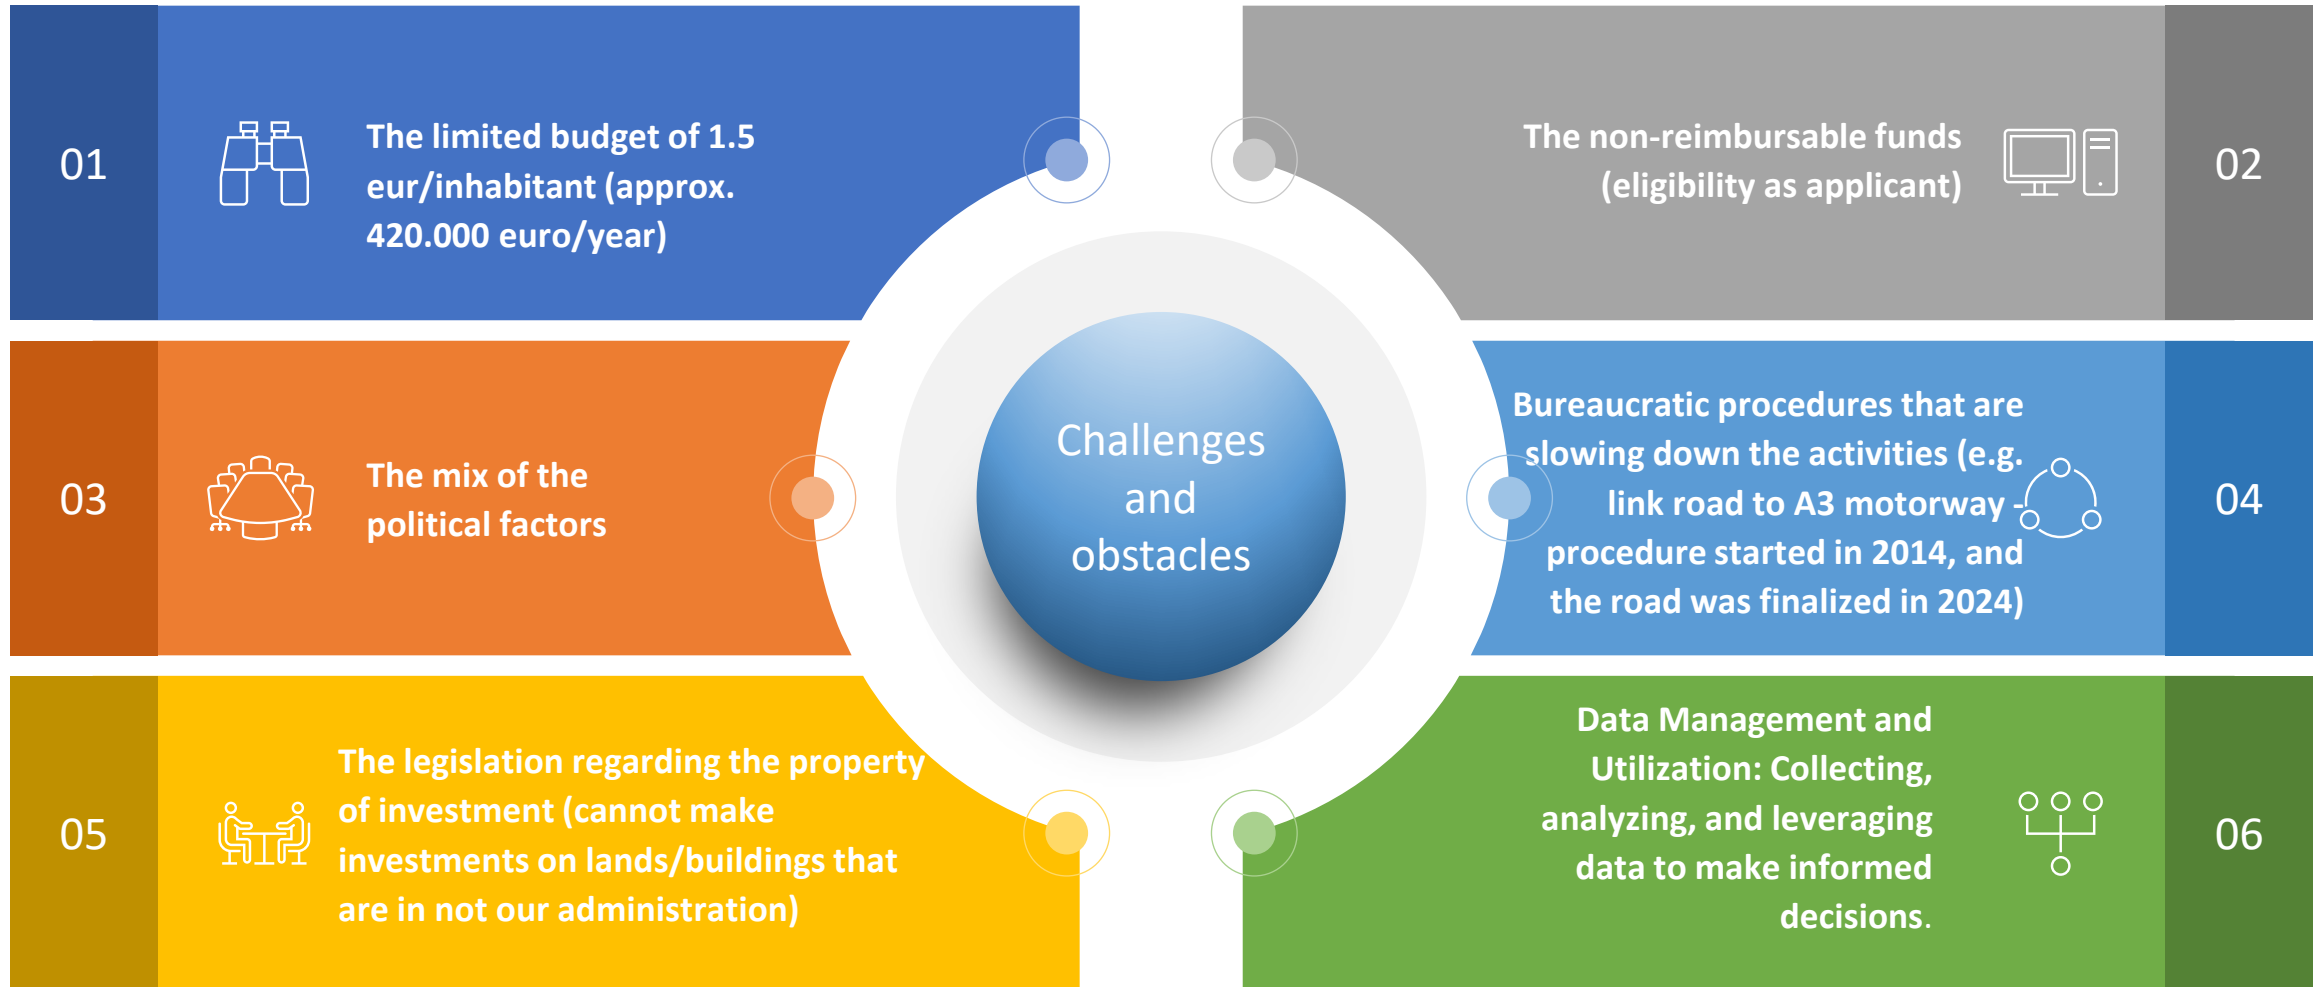 01
The limited budget of 1.5
eur/inhabitant (approx.
420.000 euro/year)
The non-reimbursable funds
(eligibility as applicant)
02
03
The mix of the
political factors
Challenges
and
obstacles
Bureaucratic procedures that are
slowing down the activities (e.g.
link road to A3 motorway -
procedure started in 2014, and
the road was finalized in 2024)
04
05
The legislation regarding the property
of investment (cannot make
investments on lands/buildings that
are in not our administration)
Data Management and
Utilization: Collecting,
analyzing, and leveraging
data to make informed
decisions.
06